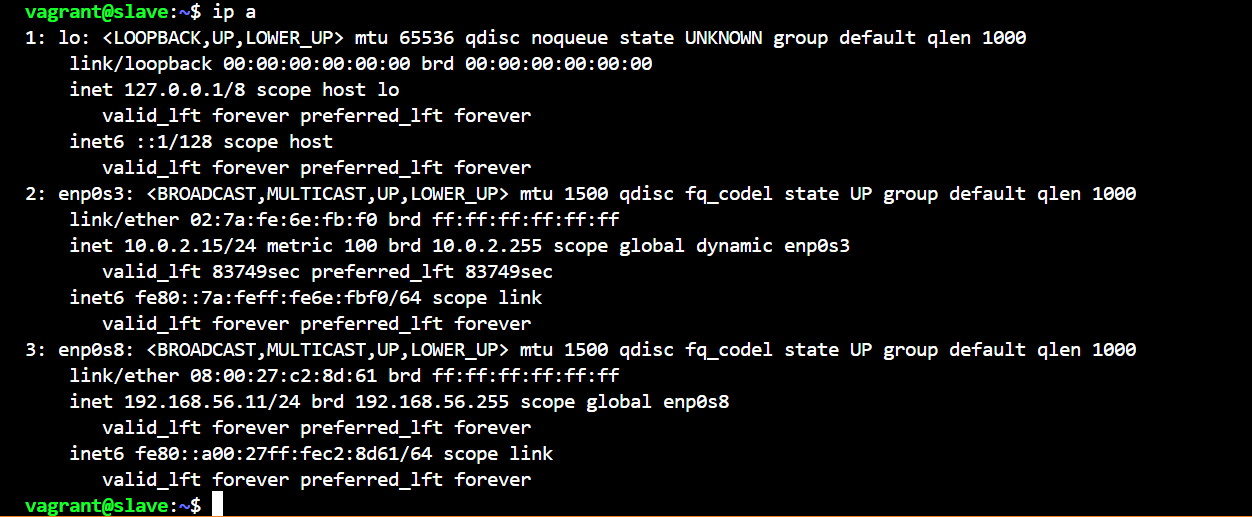 vagrant@slave:~$ ip a
1: lo: <LOOPBACK,UP,LOWER_UP> mtu 65536 qdisc noqueue state UNKNOWN group default qlen 1000
    link/loopback 00:00:00:00:00:00 brd 00:00:00:00:00:00
    inet 127.0.0.1/8 scope host lo
       valid_lft forever preferred_lft forever
    inet6 ::1/128 scope host
       valid_lft forever preferred_lft forever
2: enp0s3: <BROADCAST,MULTICAST,UP,LOWER_UP> mtu 1500 qdisc fq_codel state UP group default qlen 1000
    link/ether 02:7a:fe:6e:fb:f0 brd ff:ff:ff:ff:ff:ff
    inet 10.0.2.15/24 metric 100 brd 10.0.2.255 scope global dynamic enp0s3
       valid_lft 83749sec preferred_lft 83749sec
    inet6 fe80::7a:feff:fe6e:fbf0/64 scope link
       valid_lft forever preferred_lft forever
3: enp0s8: <BROADCAST,MULTICAST,UP,LOWER_UP> mtu 1500 qdisc fq_codel state UP group default qlen 1000
    link/ether 08:00:27:c2:8d:61 brd ff:ff:ff:ff:ff:ff
    inet 192.168.56.11/24 brd 192.168.56.255 scope global enp0s8
       valid_lft forever preferred_lft forever
    inet6 fe80::a00:27ff:fec2:8d61/64 scope link
       valid_lft forever preferred_lft forever
vagrant@slave:~$